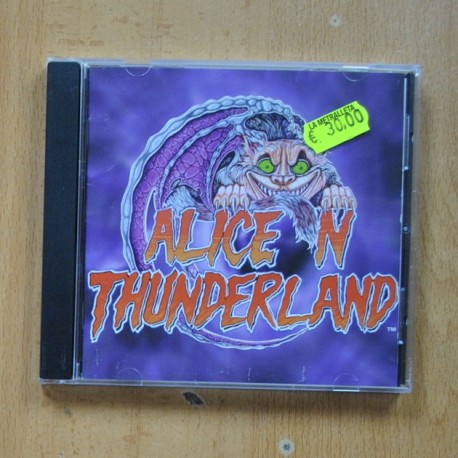 LA METRALLETA
€ 30,00
ALICE N
THUNDERLAND
TM